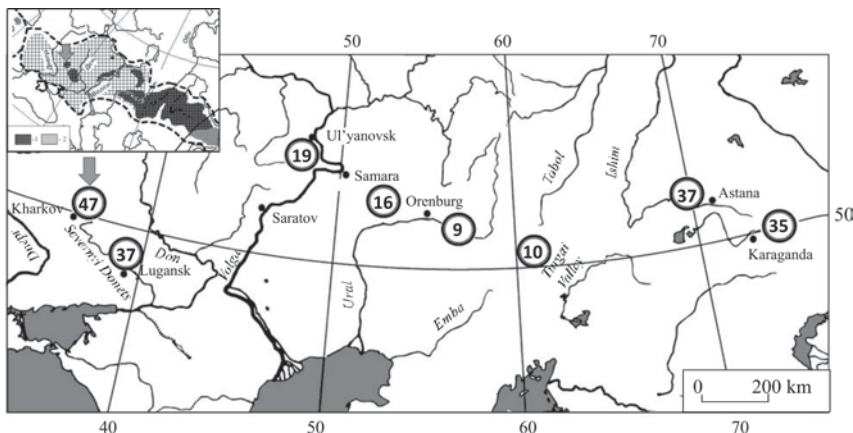 50
60
70
1
2
Ul'yanovsk
19
Samara
Tobol
Ishim
47
Kharkov
Saratov
16
Orenburg
9
37
Astana
35
50
Karaganda
37
Lugansk
Severnyi Donets
Dnepr
Don
Volga
Ural
Emba
10
Turgai
Valley
0 200 km
40
50
60
70